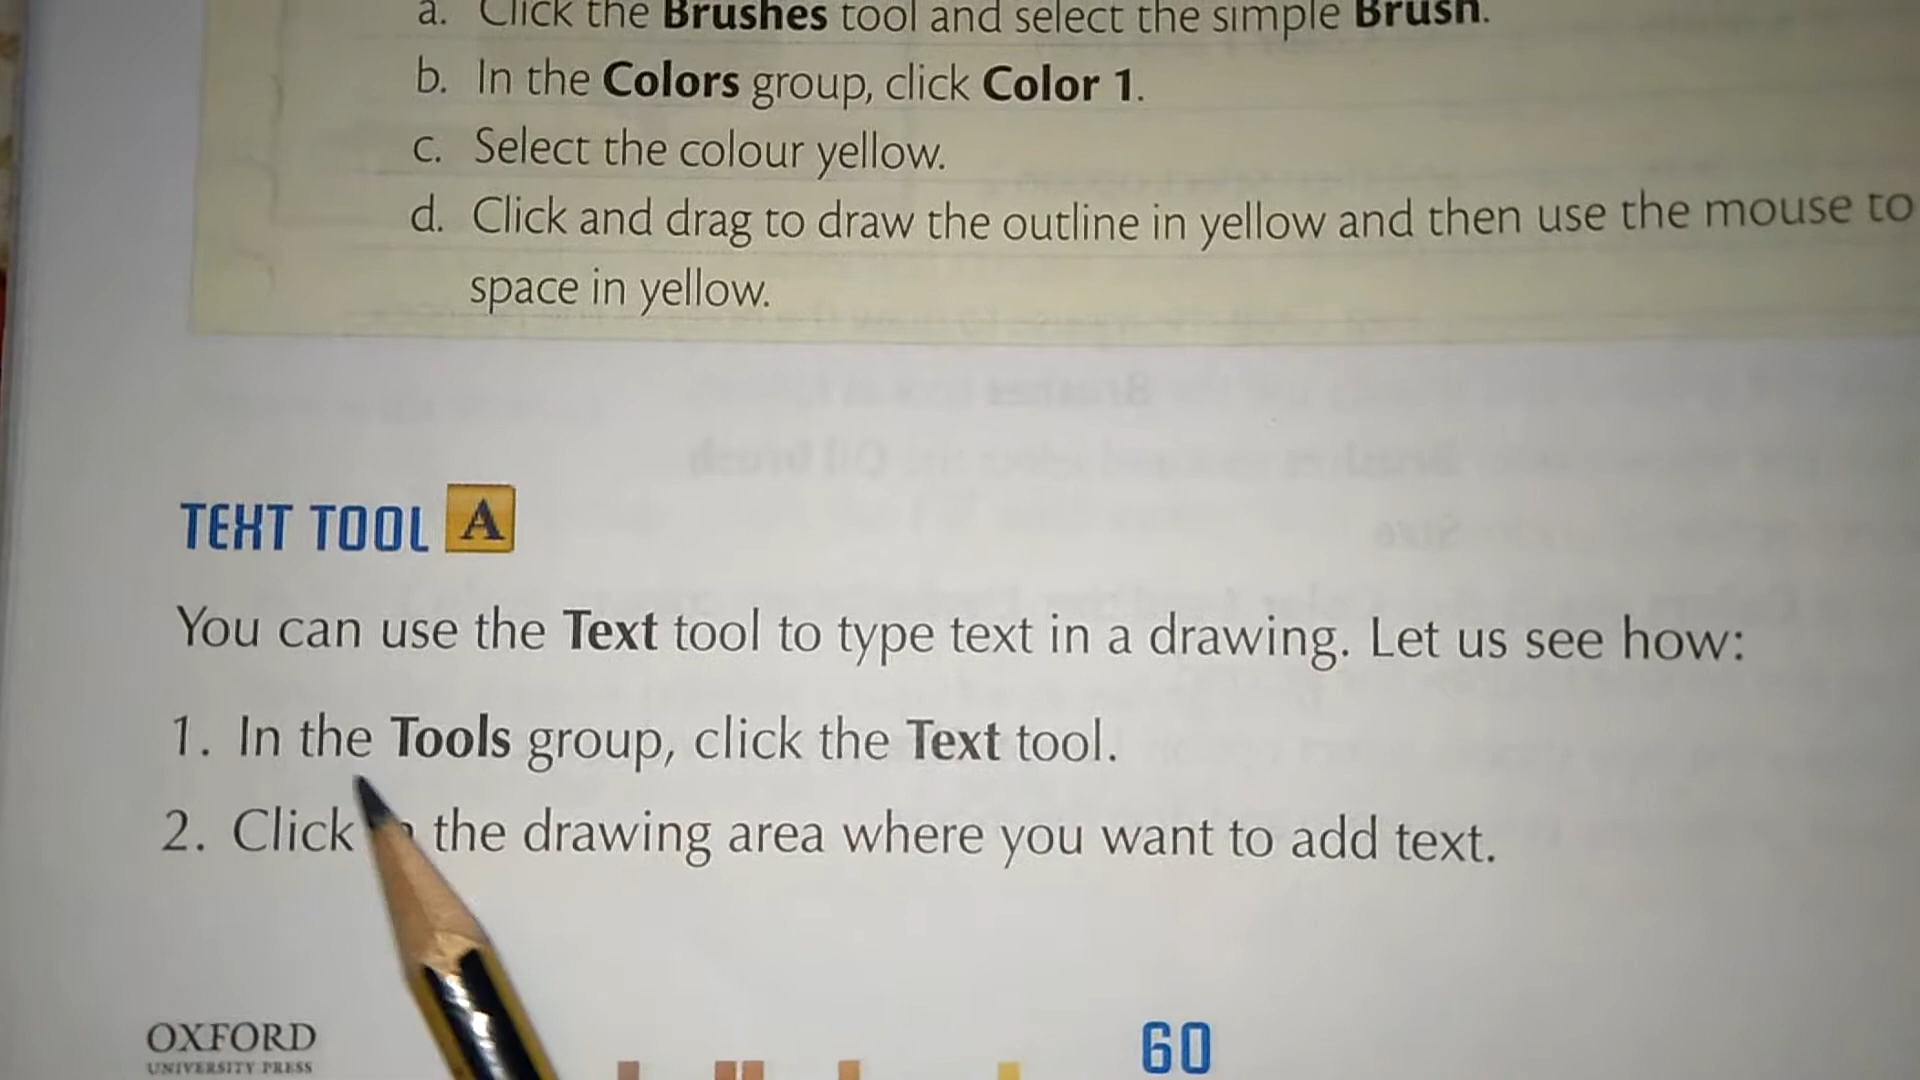 a. Click the Brushes tool and select the simple Brush.
b. In the Colors group, click Color 1.
c. Select the colour yellow.
d. Click and drag to draw the outline in yellow and then use the mouse to
space in yellow.
TEXT TOOL A
You can use the Text tool to type text in a drawing. Let us see how:
1. In the Tools group, click the Text tool.
2. Click the drawing area where you want to add text.
OXFORD
UNIVERSITY PRESS
60